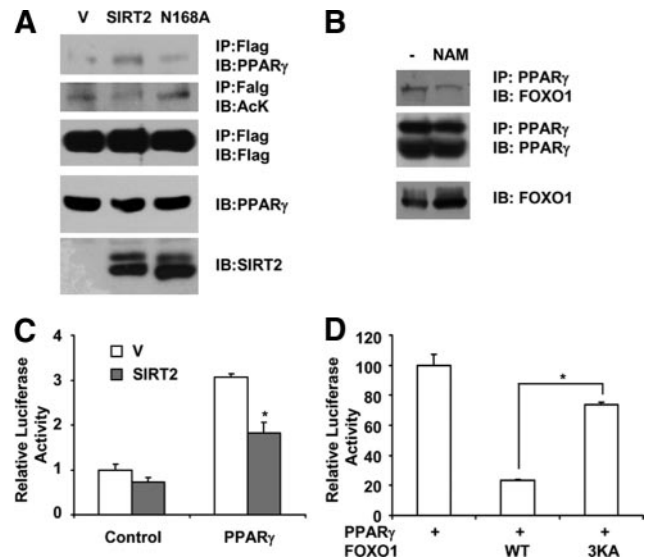 A
V SIRT2 N168A
IP:Flag
IB:PPARγ
IP:Falg
IB:AcK
IP:Flag
IB:Flag
IB:PPARγ
IB:SIRT2
B
- NAM
IP: PPARγ
IB: FOXO1
IP: PPARγ
IB: PPARγ
IB: FOXO1
C
Relative Luciferase
Activity
4
3
2
1
0
V
SIRT2
*
Control PPARγ
D
Relative Luciferase
Activity
120
100
80
60
40
20
0
*
PPARγ + + +
FOXO1 WT 3KA